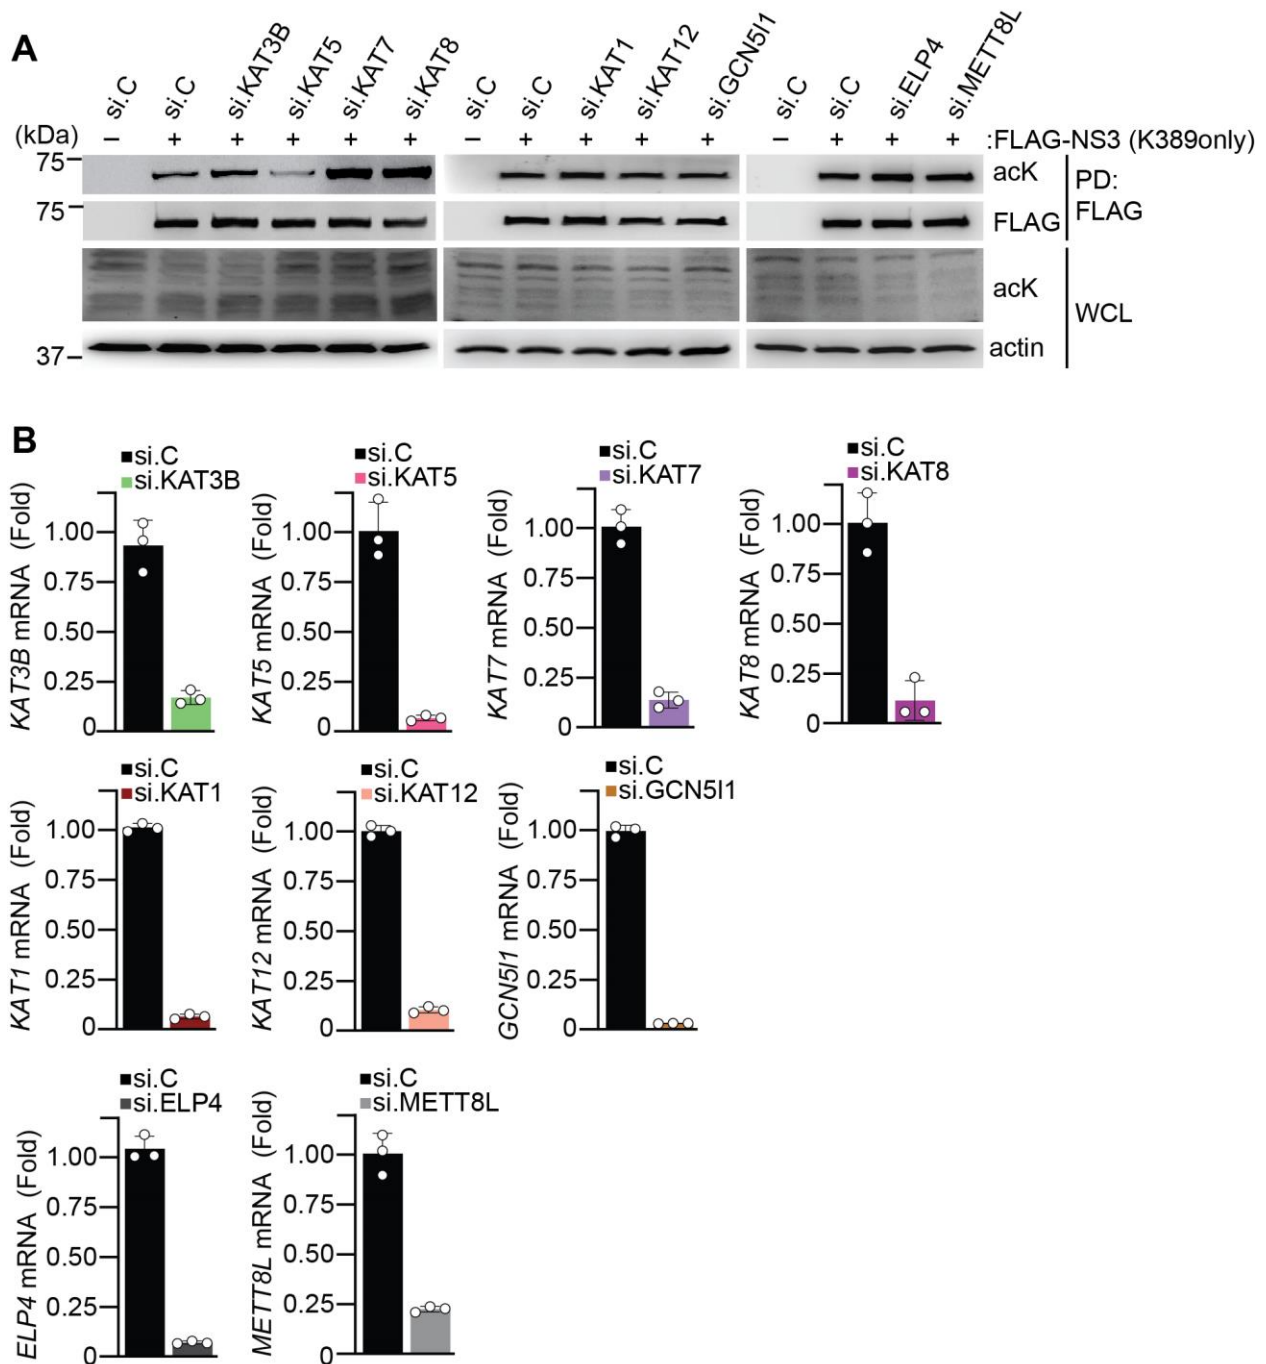 A
si.C si.C si.KAT3B si.KAT5 si.KAT7 si.KAT8 si.C si.C si.KAT1 si.KAT12 si.GCN5l1 si.C si.C si.ELP4 si.METT8L
(kDa) – + + + + + – + + + + – + + + :FLAG-NS3 (K389only)
75 acK
PD:
75 FLAG
FLAG
acK
WCL
37 actin
B
si.C
si.KAT3B
KAT3B mRNA (Fold)
1.00
0.75
0.50
0.25
0
si.C
si.KAT5
KAT5 mRNA (Fold)
1.00
0.75
0.50
0.25
0
si.C
si.KAT7
KAT7 mRNA (Fold)
1.00
0.75
0.50
0.25
0
si.C
si.KAT8
KAT8 mRNA (Fold)
1.00
0.75
0.50
0.25
0
si.C
si.KAT1
KAT1 mRNA (Fold)
1.00
0.75
0.50
0.25
0
si.C
si.KAT12
KAT12 mRNA (Fold)
1.00
0.75
0.50
0.25
0
si.C
si.GCN5l1
GCN5l1 mRNA (Fold)
1.00
0.75
0.50
0.25
0
si.C
si.ELP4
ELP4 mRNA (Fold)
1.00
0.75
0.50
0.25
0
si.C
si.METT8L
METT8L mRNA (Fold)
1.00
0.75
0.50
0.25
0